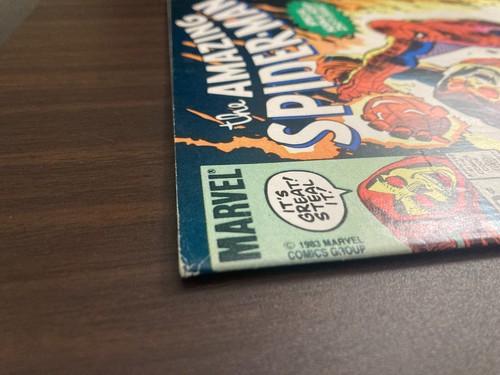 the AMAZING
SPIDER-MAN
MARVEL®
IT'S
GREAT!
STEAL
IT!
© 1983 MARVEL
COMICS GROUP